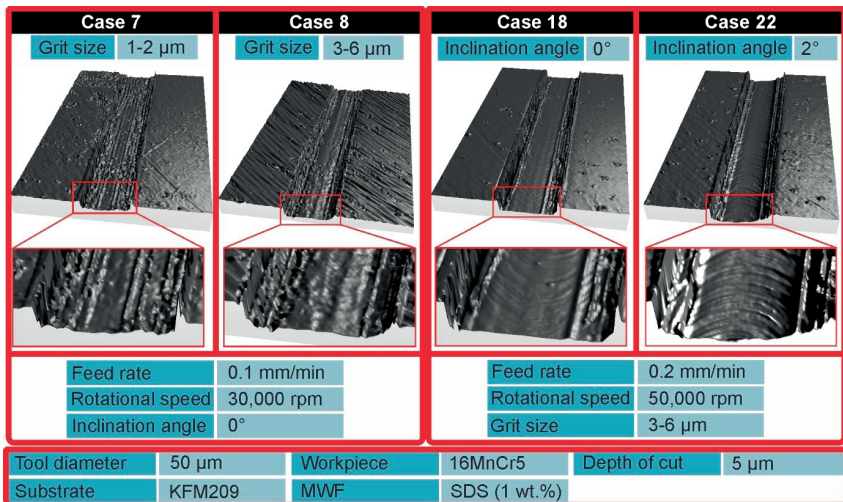 Case 7 Case 8 Case 18 Case 22
Grit size 1-2 µm Grit size 3-6 µm Inclination angle 0° Inclination angle 2°
Feed rate 0.1 mm/min Feed rate 0.2 mm/min
Rotational speed 30,000 rpm Rotational speed 50,000 rpm
Inclination angle 0° Grit size 3-6 µm
Tool diameter 50 µm Workpiece 16MnCr5 Depth of cut 5 µm
Substrate KFM209 MWF SDS (1 wt.%)